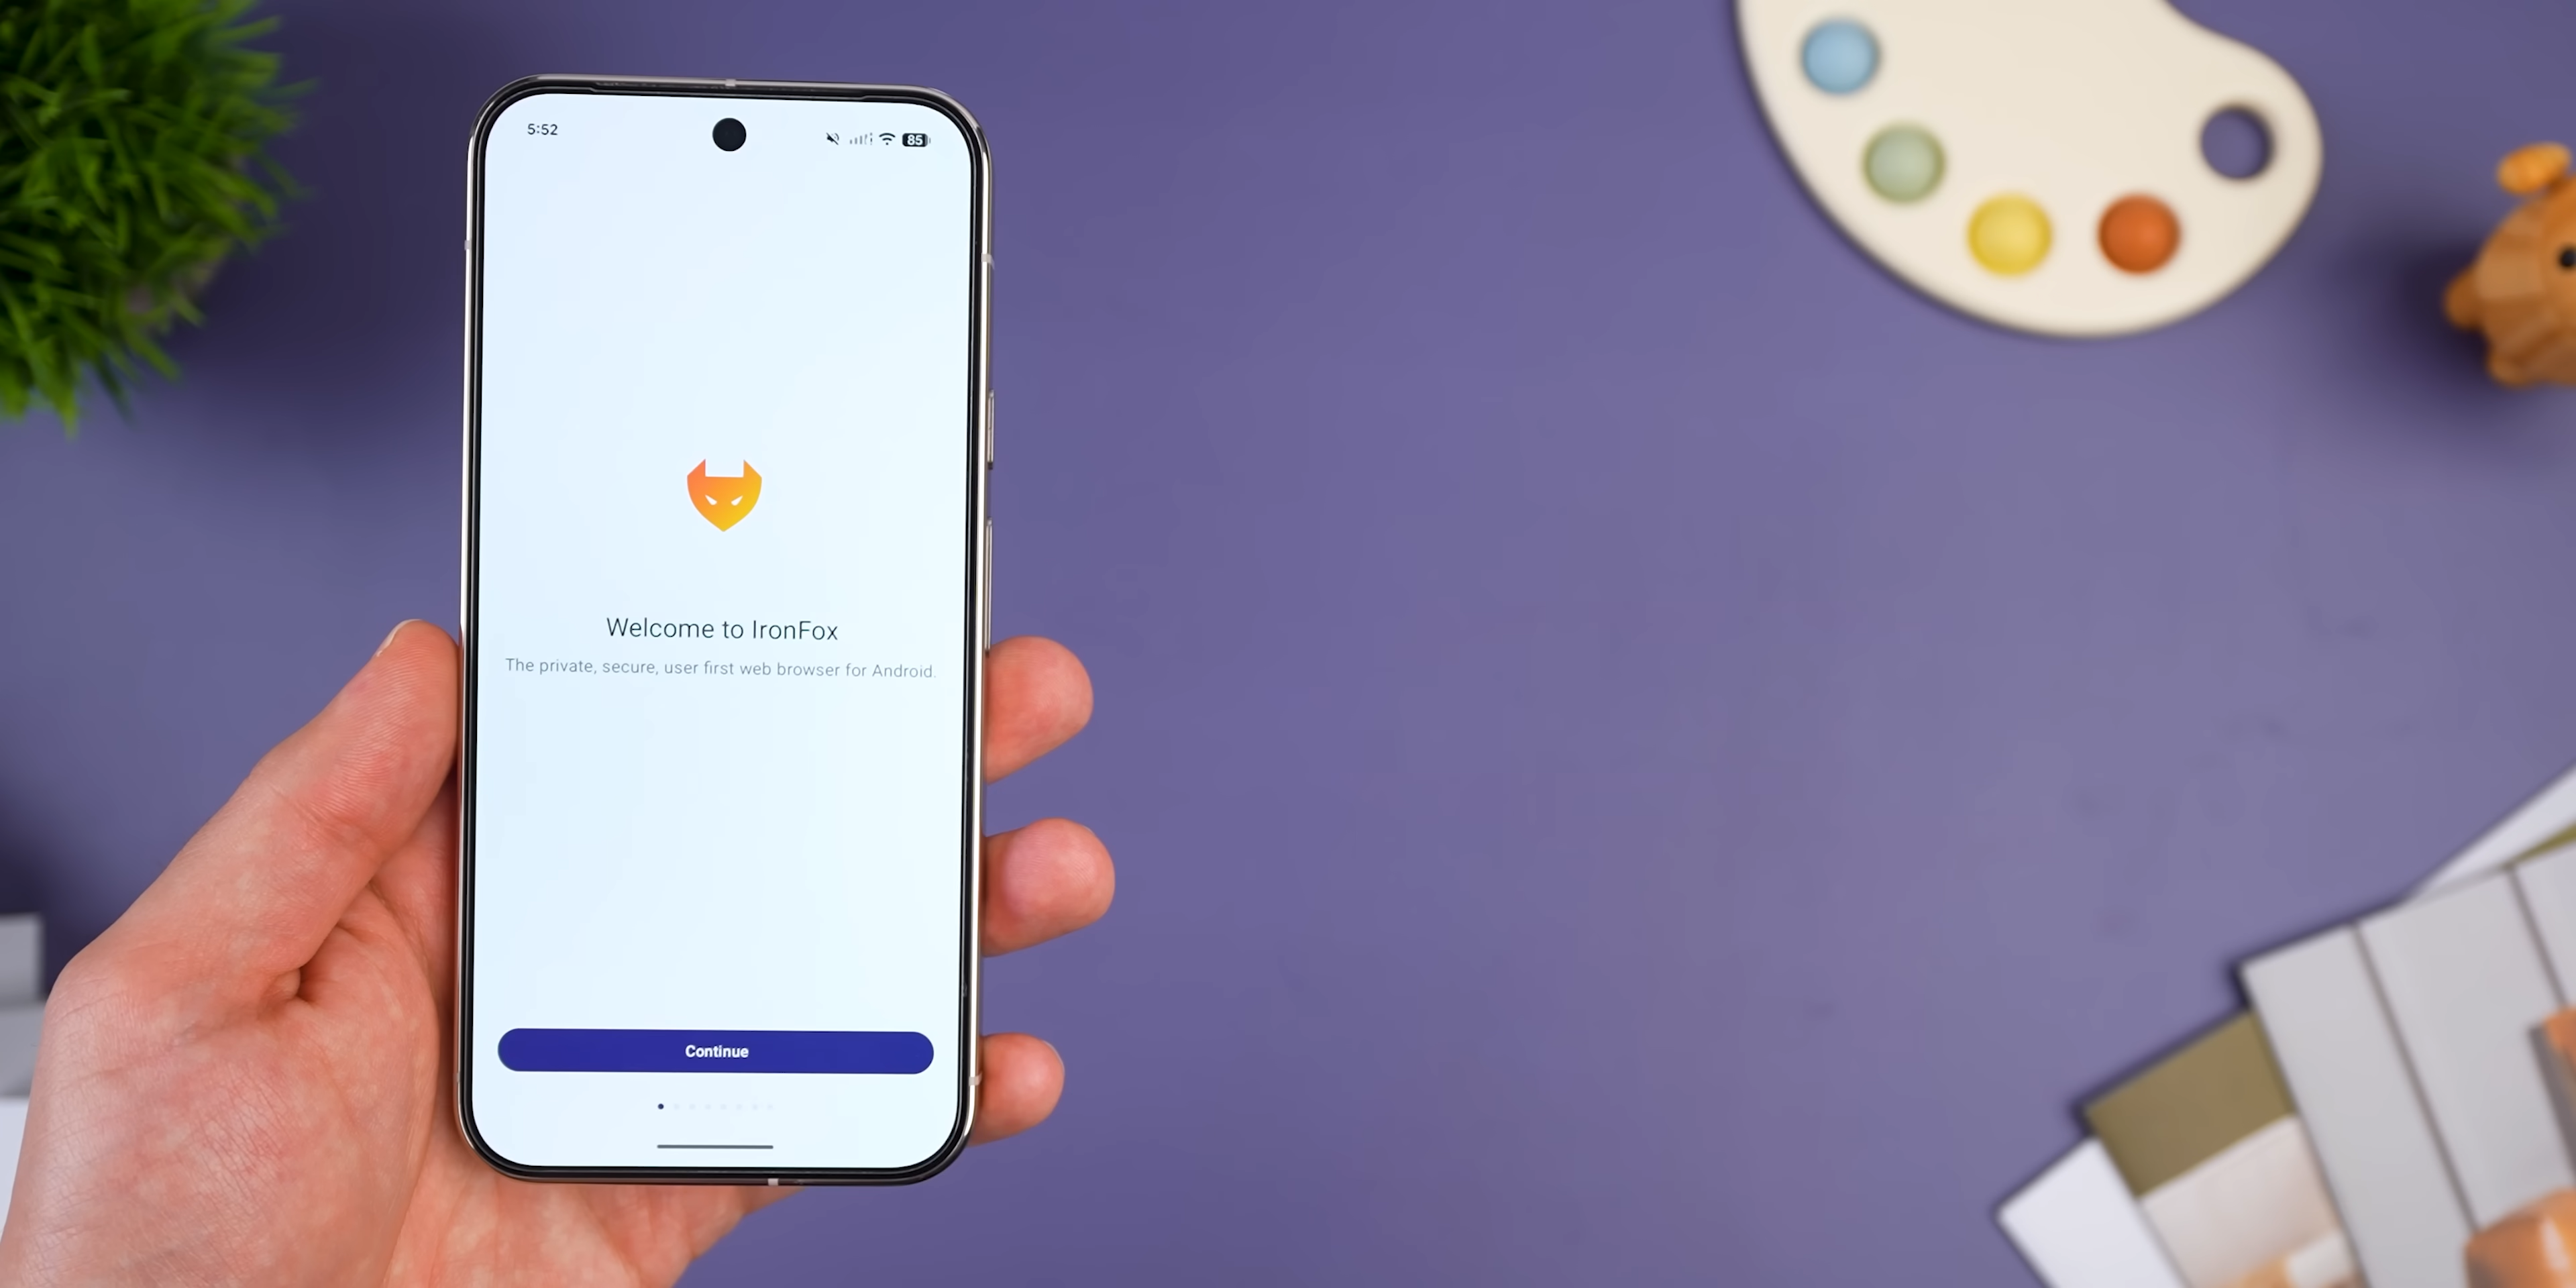 5:52
85
Welcome to IronFox
The private, secure, user first web browser for Android.
Continue